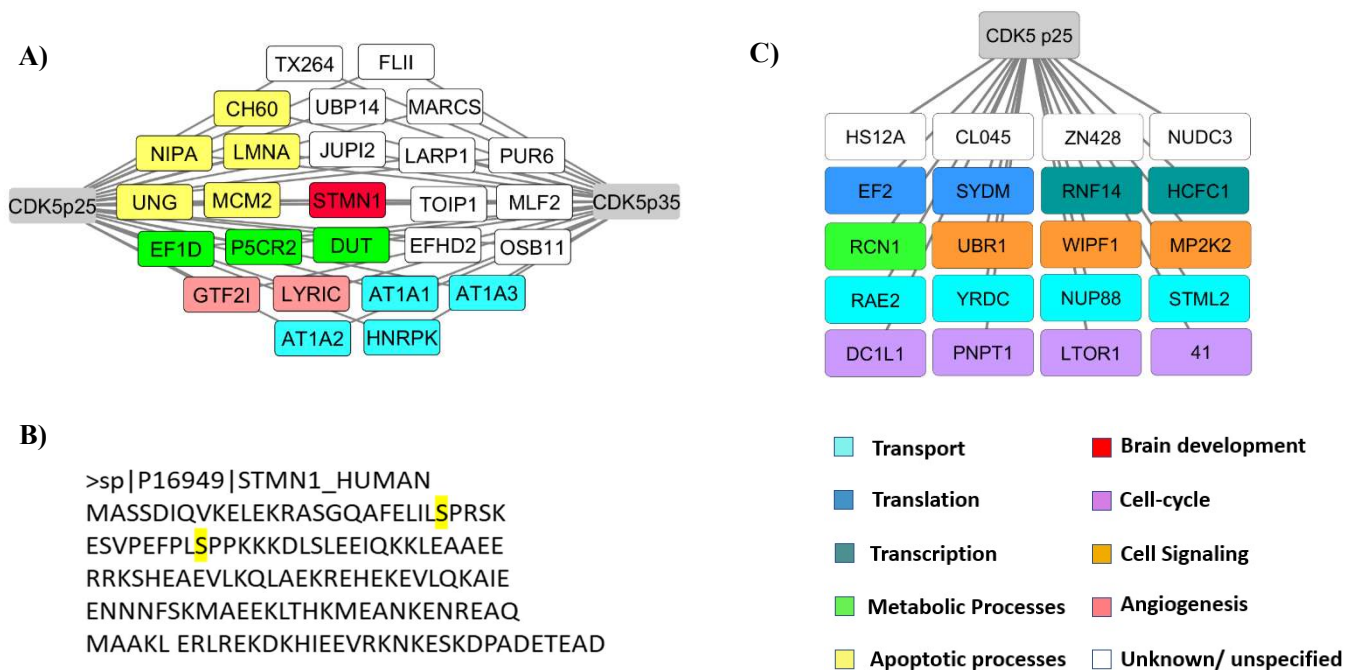 A)
TX264 FLII
CH60 UBP14 MARCS
NIPA LMNA JUPI2 LARP1 PUR6
CDK5p25 UNG MCM2 STMN1 TOIP1 MLF2 CDK5p35
EF1D P5CR2 DUT EFHD2 OSB11
GTF2I LYRIC AT1A1 AT1A3
AT1A2 HNRPK
B)
>sp|P16949|STMN1_HUMAN
MASSDIQVKELEKRASGQAFELILSPRSK
ESVPEFPLSPPKKKDLSLEEIQKKLEAAEE
RRKSHEAEVLKQLAEKREHEKEVLQKAIE
ENNNFSKMAEEKLTHKMEANKENREAQ
MAAKL ERLREKDKHIEEVRKNKESKDPADETEAD
C)
CDK5 p25
HS12A CL045 ZN428 NUDC3
EF2 SYDM RNF14 HCFC1
RCN1 UBR1 WIPF1 MP2K2
RAE2 YRDC NUP88 STML2
DC1L1 PNPT1 LTOR1 41
Transport Brain development
Translation Cell-cycle
Transcription Cell Signaling
Metabolic Processes Angiogenesis
Apoptotic processes Unknown/ unspecified